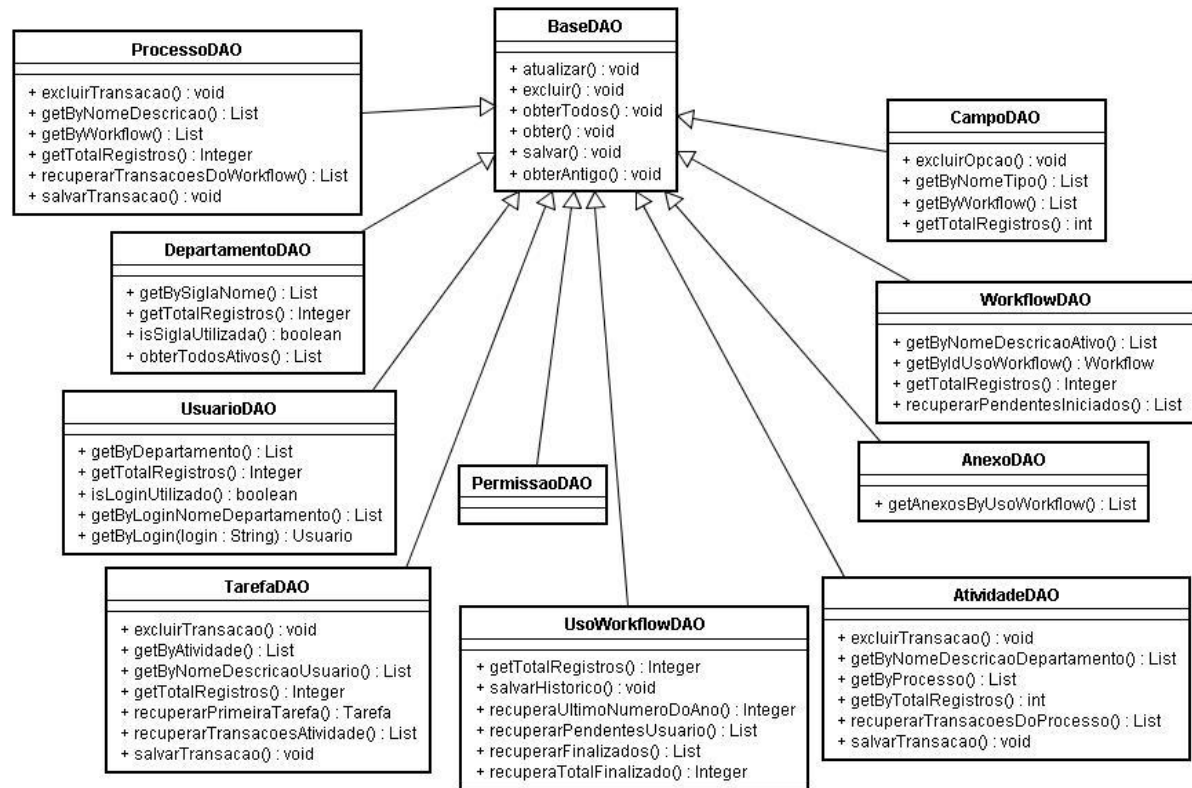 BaseDAO
+ atualizar() : void
+ excluir() : void
+ obterTodos() : void
+ obter() : void
+ salvar() : void
+ obterAntigo() : void
ProcessoDAO
+ excluirTransacao() : void
+ getByNomeDescricao() : List
+ getByWorkflow() : List
+ getTotalRegistros() : Integer
+ recuperarTransacoesDoWorkflow() : List
+ salvarTransacao() : void
CampoDAO
+ excluirOpcao() : void
+ getByNomeTipo() : List
+ getByWorkflow() : List
+ getTotalRegistros() : int
DepartamentoDAO
+ getBySiglaNome() : List
+ getTotalRegistros() : Integer
+ isSiglaUtilizada() : boolean
+ obterTodosAtivos() : List
WorkflowDAO
+ getByNomeDescricaoAtivo() : List
+ getByIdUsoWorkflow() : Workflow
+ getTotalRegistros() : Integer
+ recuperarPendentesIniciados() : List
UsuarioDAO
+ getByDepartamento() : List
+ getTotalRegistros() : Integer
+ isLoginUtilizado() : boolean
+ getByLoginNomeDepartamento() : List
+ getByLogin(login : String) : Usuario
PermissaoDAO
AnexoDAO
+ getAnexosByUsoWorkflow() : List
TarefaDAO
+ excluirTransacao() : void
+ getByAtividade() : List
+ getByNomeDescricaoUsuario() : List
+ getTotalRegistros() : Integer
+ recuperarPrimeiraTarefa() : Tarefa
+ recuperarTransacoesAtividade() : List
+ salvarTransacao() : void
UsoWorkflowDAO
+ getTotalRegistros() : Integer
+ salvarHistorico() : void
+ recuperaUltimoNumeroDoAno() : Integer
+ recuperarPendentesUsuario() : List
+ recuperarFinalizados() : List
+ recuperaTotalFinalizado() : Integer
AtividadeDAO
+ excluirTransacao() : void
+ getByNomeDescricaoDepartamento() : List
+ getByProcesso() : List
+ getByTotalRegistros() : int
+ recuperarTransacoesDoProcesso() : List
+ salvarTransacao() : void